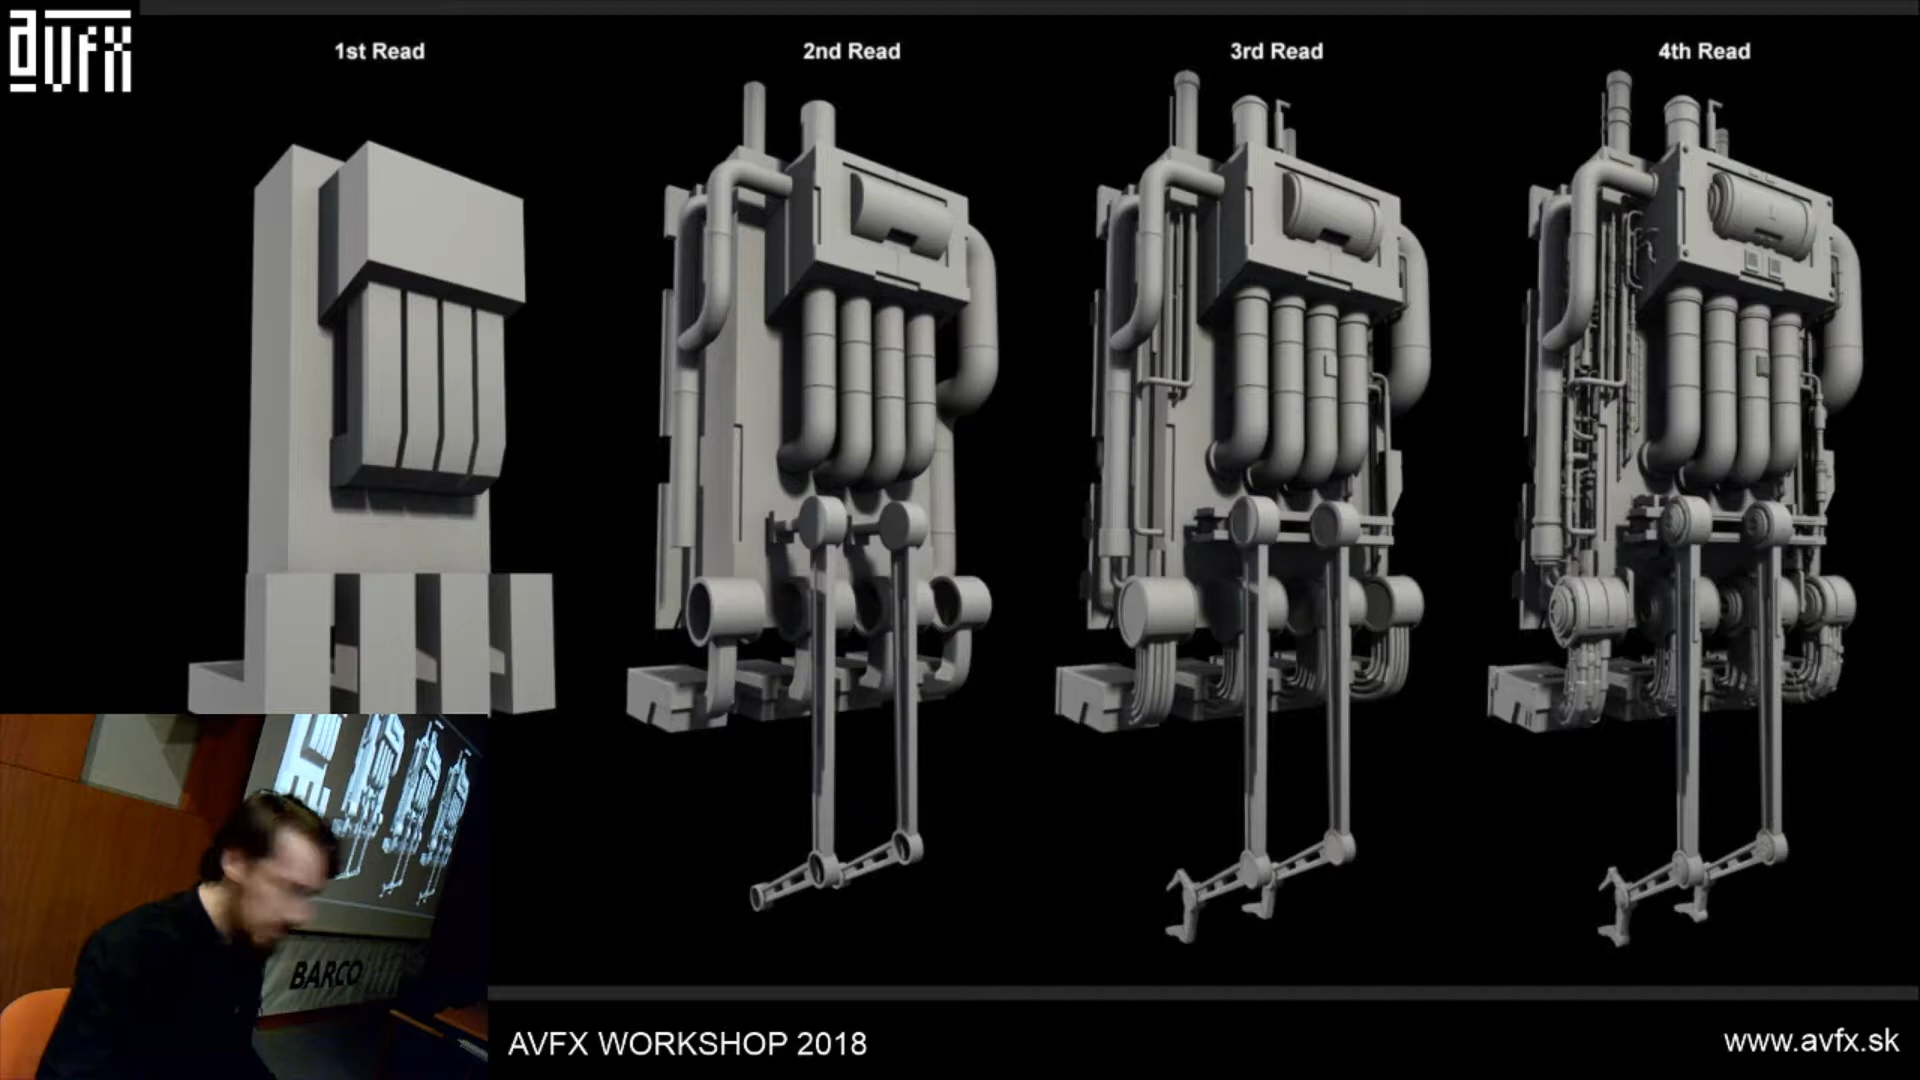 avfx
1st Read
2nd Read
3rd Read
4th Read
BARCO
AVFX WORKSHOP 2018
www.avfx.sk